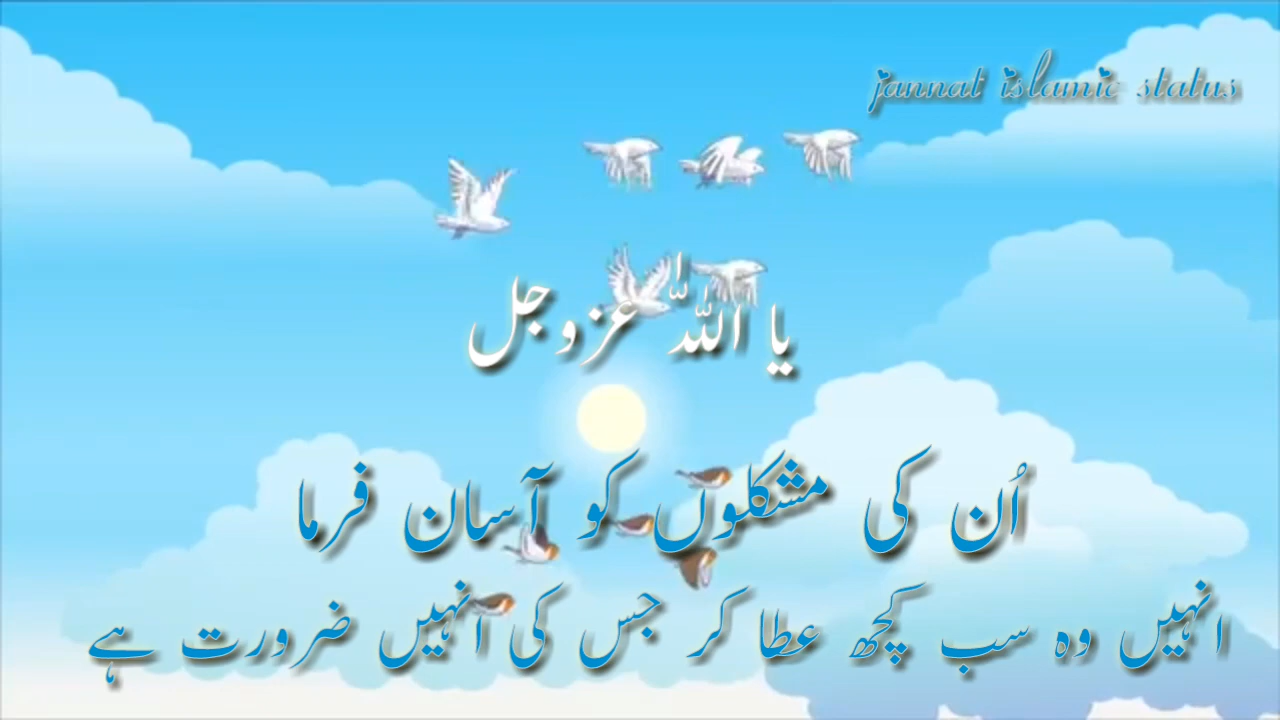 jannat islamic status
یا اللہ عزوجل
اُن کی مشکلوں کو آسان فرما
انہیں وہ سب کچھ عطا کر جس کی انہیں ضرورت ہے